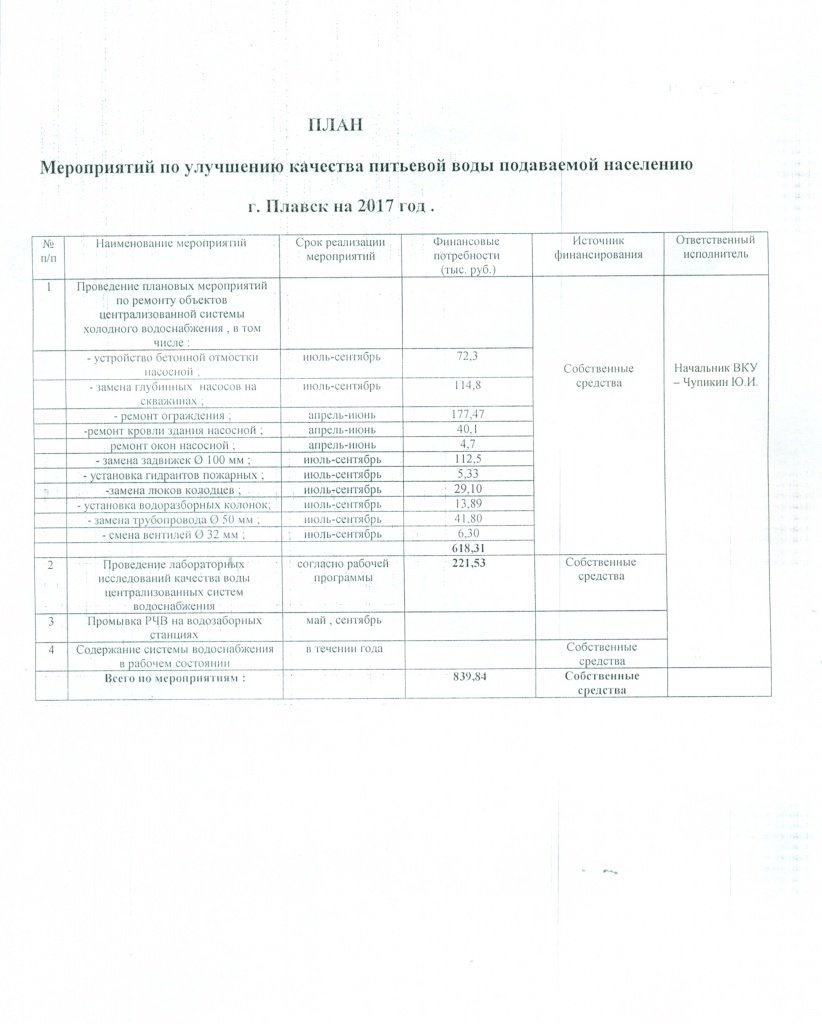 ПЛАН
Мероприятий по улучшению качества питьевой воды подаваемой населению
г. Плавск на 2017 год .
№ п/п Наименование мероприятий Срок реализации мероприятий Финансовые потребности (тыс. руб.) Источник финансирования Ответственный исполнитель
1 Проведение плановых мероприятий
по ремонту объектов
централизованной системы
холодного водоснабжения , в том
числе :
- устройство бетонной отмостки июль-сентябрь 72,3
насосной ;
Собственные средства
Начальник ВКУ – Чупикин Ю.И.
- замена глубинных насосов на июль-сентябрь 114,8
скважинах ;
- ремонт ограждения ; апрель-июнь 177,47
-ремонт кровли здания насосной ; апрель-июнь 40,1
ремонт окон насосной ; апрель-июнь 4,7
- замена задвижек Ø 100 мм ; июль-сентябрь 112,5
- установка гидрантов пожарных ; июль-сентябрь 5,33
-замена люков колодцев ; июль-сентябрь 29,10
- установка водоразборных колонок; июль-сентябрь 13,89
- замена трубопровода Ø 50 мм ; июль-сентябрь 41,80
- смена вентилей Ø 32 мм ; июль-сентябрь 6,30
618,31
2 Проведение лабораторных согласно рабочей 221,53 Собственные
исследований качества воды программы средства
централизованных систем
водоснабжения
3 Промывка РЧВ на водозаборных май , сентябрь
станциях
4 Содержание системы водоснабжения в течении года Собственные
в рабочем состоянии средства
Всего по мероприятиям : 839,84 Собственные
средства